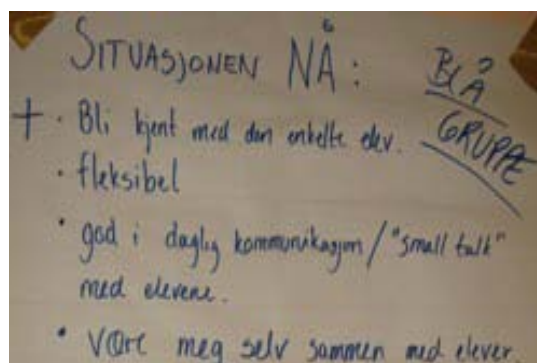 SITUASJONEN NÅ:
BLÅ
GRUPPE
+ • Bli kjent med den enkelte elev.
• fleksibel
• god i daglig kommunikasjon / "small talk"
med elevene.
• Være meg selv sammen med elever.